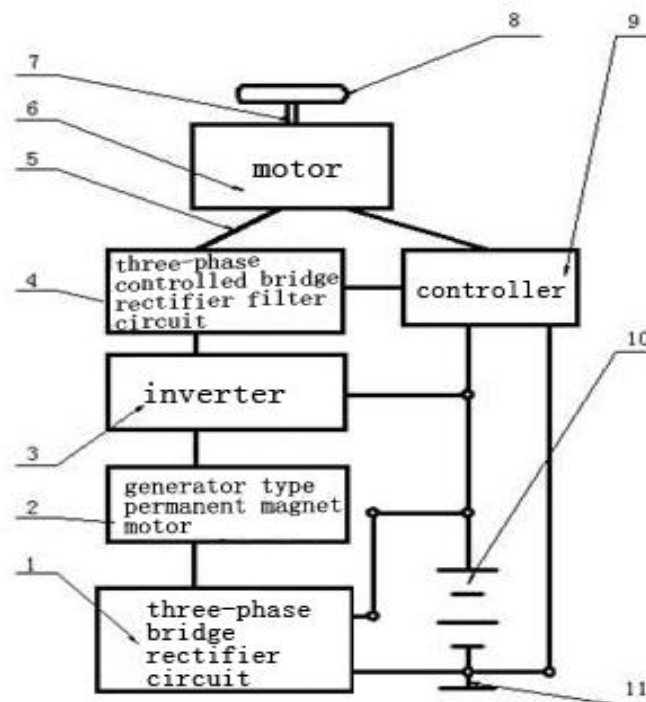 8
9
7
6
motor
5
three-phase
controlled bridge
rectifier filter
circuit
4
controller
10
inverter
3
generator type
permanent magnet
motor
2
1
three-phase
bridge
rectifier
circuit
11